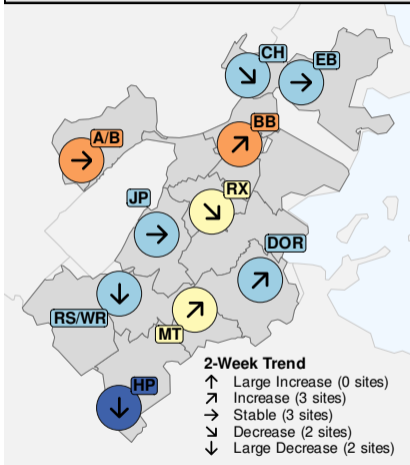 CH
EB
BB
A/B
RX
JP
DOR
RS/WR
MT
HP
2-Week Trend
↑ Large Increase (0 sites)
↗ Increase (3 sites)
→ Stable (3 sites)
↘ Decrease (2 sites)
↓ Large Decrease (2 sites)